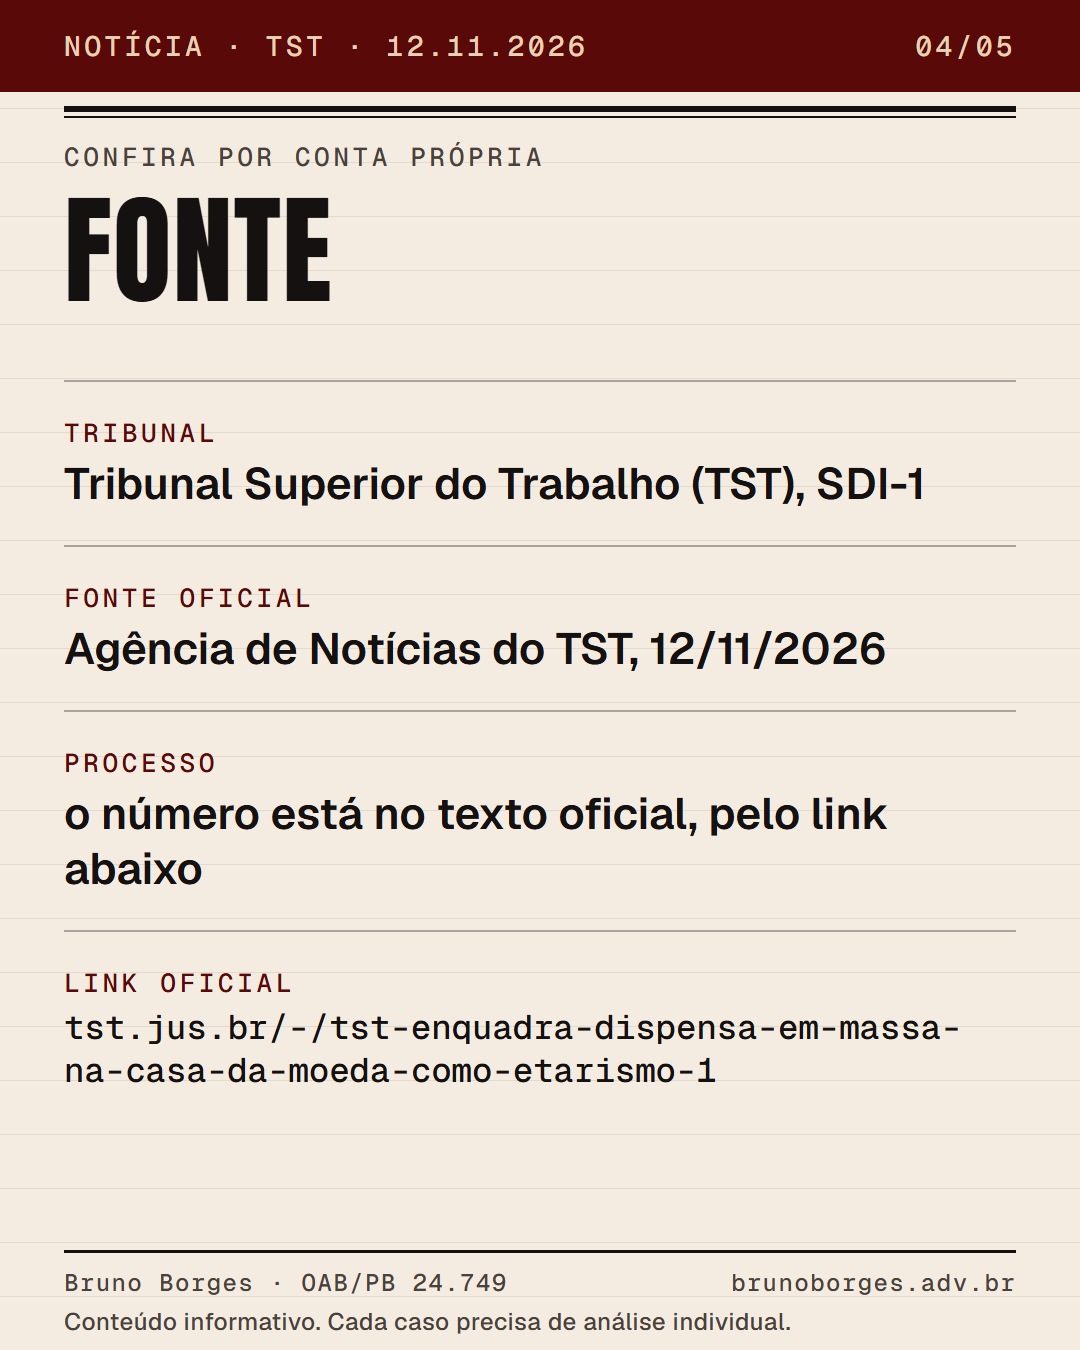 NOTÍCIA · TST · 12.11.2026 04/05
CONFIRA POR CONTA PRÓPRIA
FONTE
TRIBUNAL
Tribunal Superior do Trabalho (TST), SDI-1
FONTE OFICIAL
Agência de Notícias do TST, 12/11/2026
PROCESSO
o número está no texto oficial, pelo link
abaixo
LINK OFICIAL
tst.jus.br/-/tst-enquadra-dispensa-em-massa-
na-casa-da-moeda-como-etarismo-1
Bruno Borges · OAB/PB 24.749 brunoborges.adv.br
Conteúdo informativo. Cada caso precisa de análise individual.